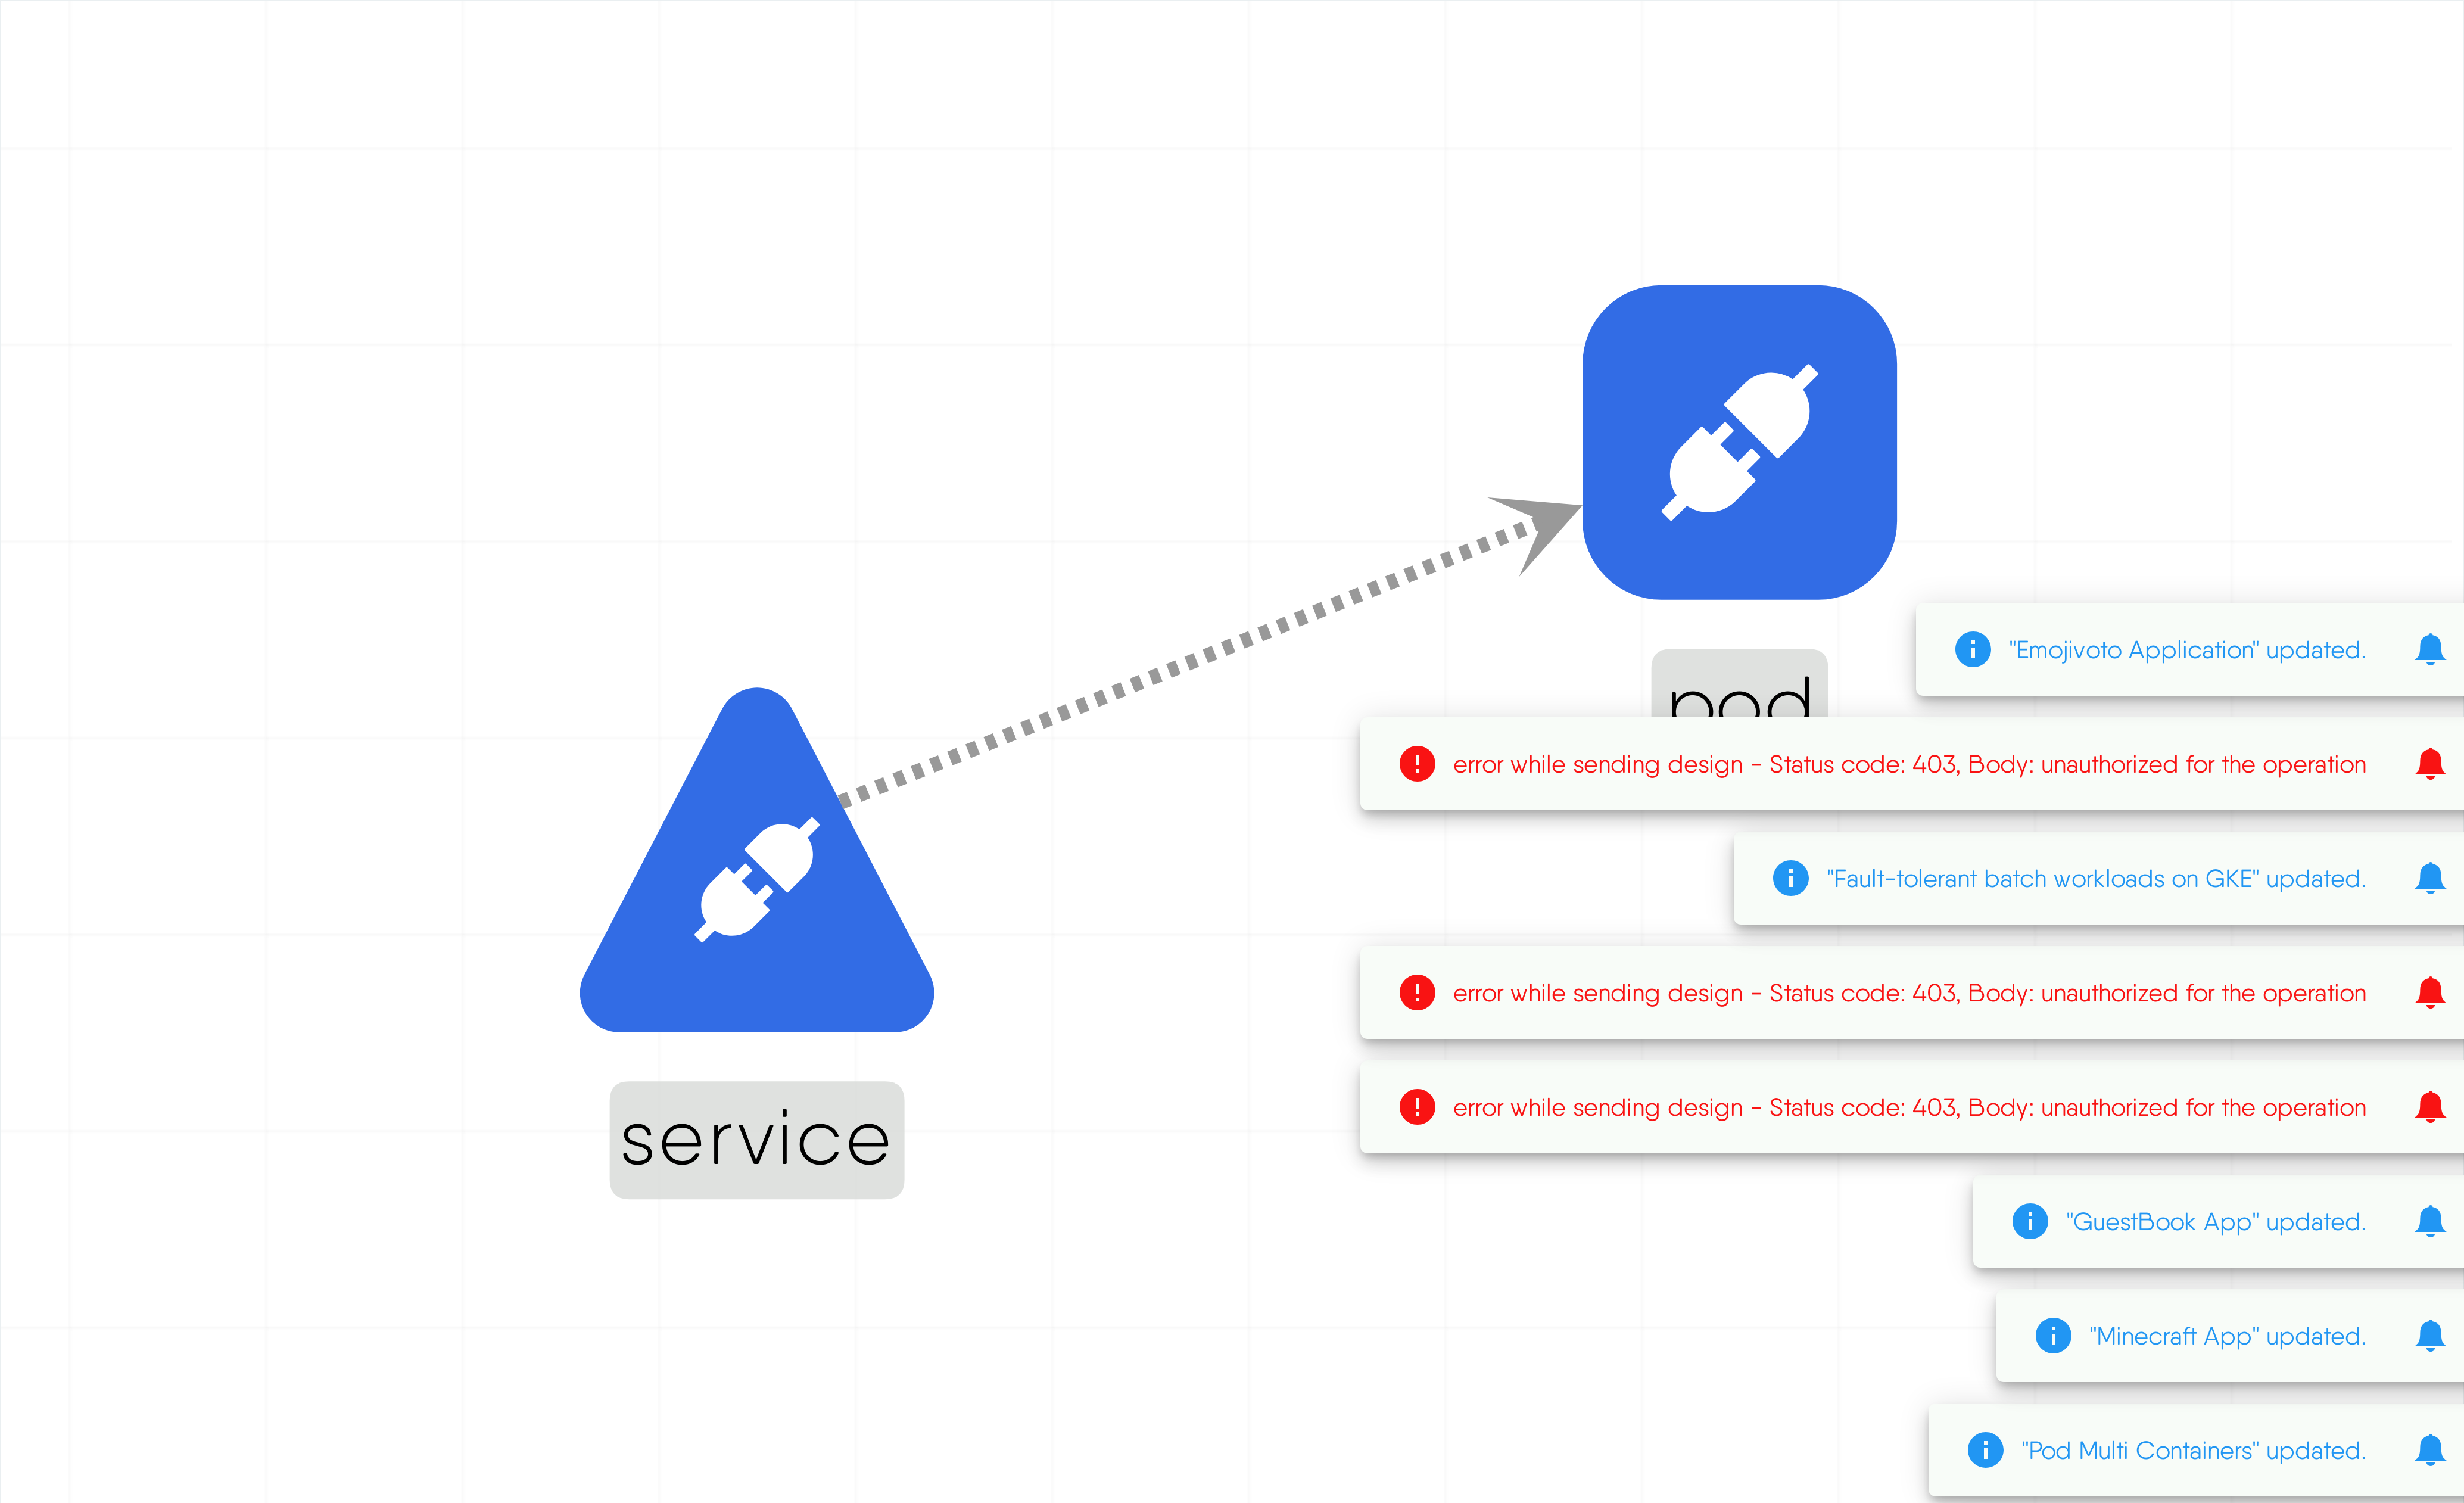 "Emojivoto Application" updated.
pod
error while sending design - Status code: 403, Body: unauthorized for the operation
"Fault-tolerant batch workloads on GKE" updated.
error while sending design - Status code: 403, Body: unauthorized for the operation
error while sending design - Status code: 403, Body: unauthorized for the operation
service
"GuestBook App" updated.
"Minecraft App" updated.
"Pod Multi Containers" updated.